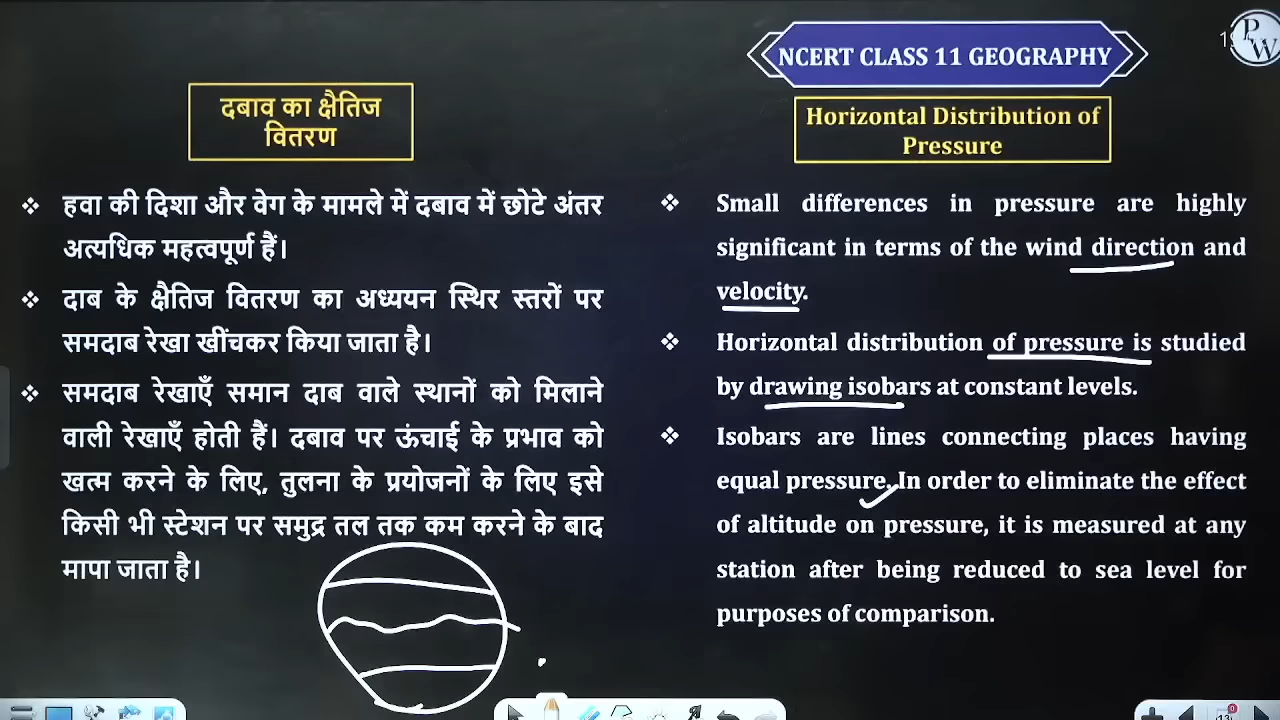 NCERT CLASS 11 GEOGRAPHY
PW
दबाव का क्षैतिज
वितरण
हवा की दिशा और वेग के मामले में दबाव में छोटे अंतर
अत्यधिक महत्वपूर्ण हैं।
दाब के क्षैतिज वितरण का अध्ययन स्थिर स्तरों पर
समदाब रेखा खींचकर किया जाता है।
समदाब रेखाएँ समान दाब वाले स्थानों को मिलाने
वाली रेखाएँ होती हैं। दबाव पर ऊंचाई के प्रभाव को
खत्म करने के लिए, तुलना के प्रयोजनों के लिए इसे
किसी भी स्टेशन पर समुद्र तल तक कम करने के बाद
मापा जाता है।
Horizontal Distribution of
Pressure
Small differences in pressure are highly
significant in terms of the wind direction and
velocity.
Horizontal distribution of pressure is studied
by drawing isobars at constant levels.
Isobars are lines connecting places having
equal pressure. In order to eliminate the effect
of altitude on pressure, it is measured at any
station after being reduced to sea level for
purposes of comparison.